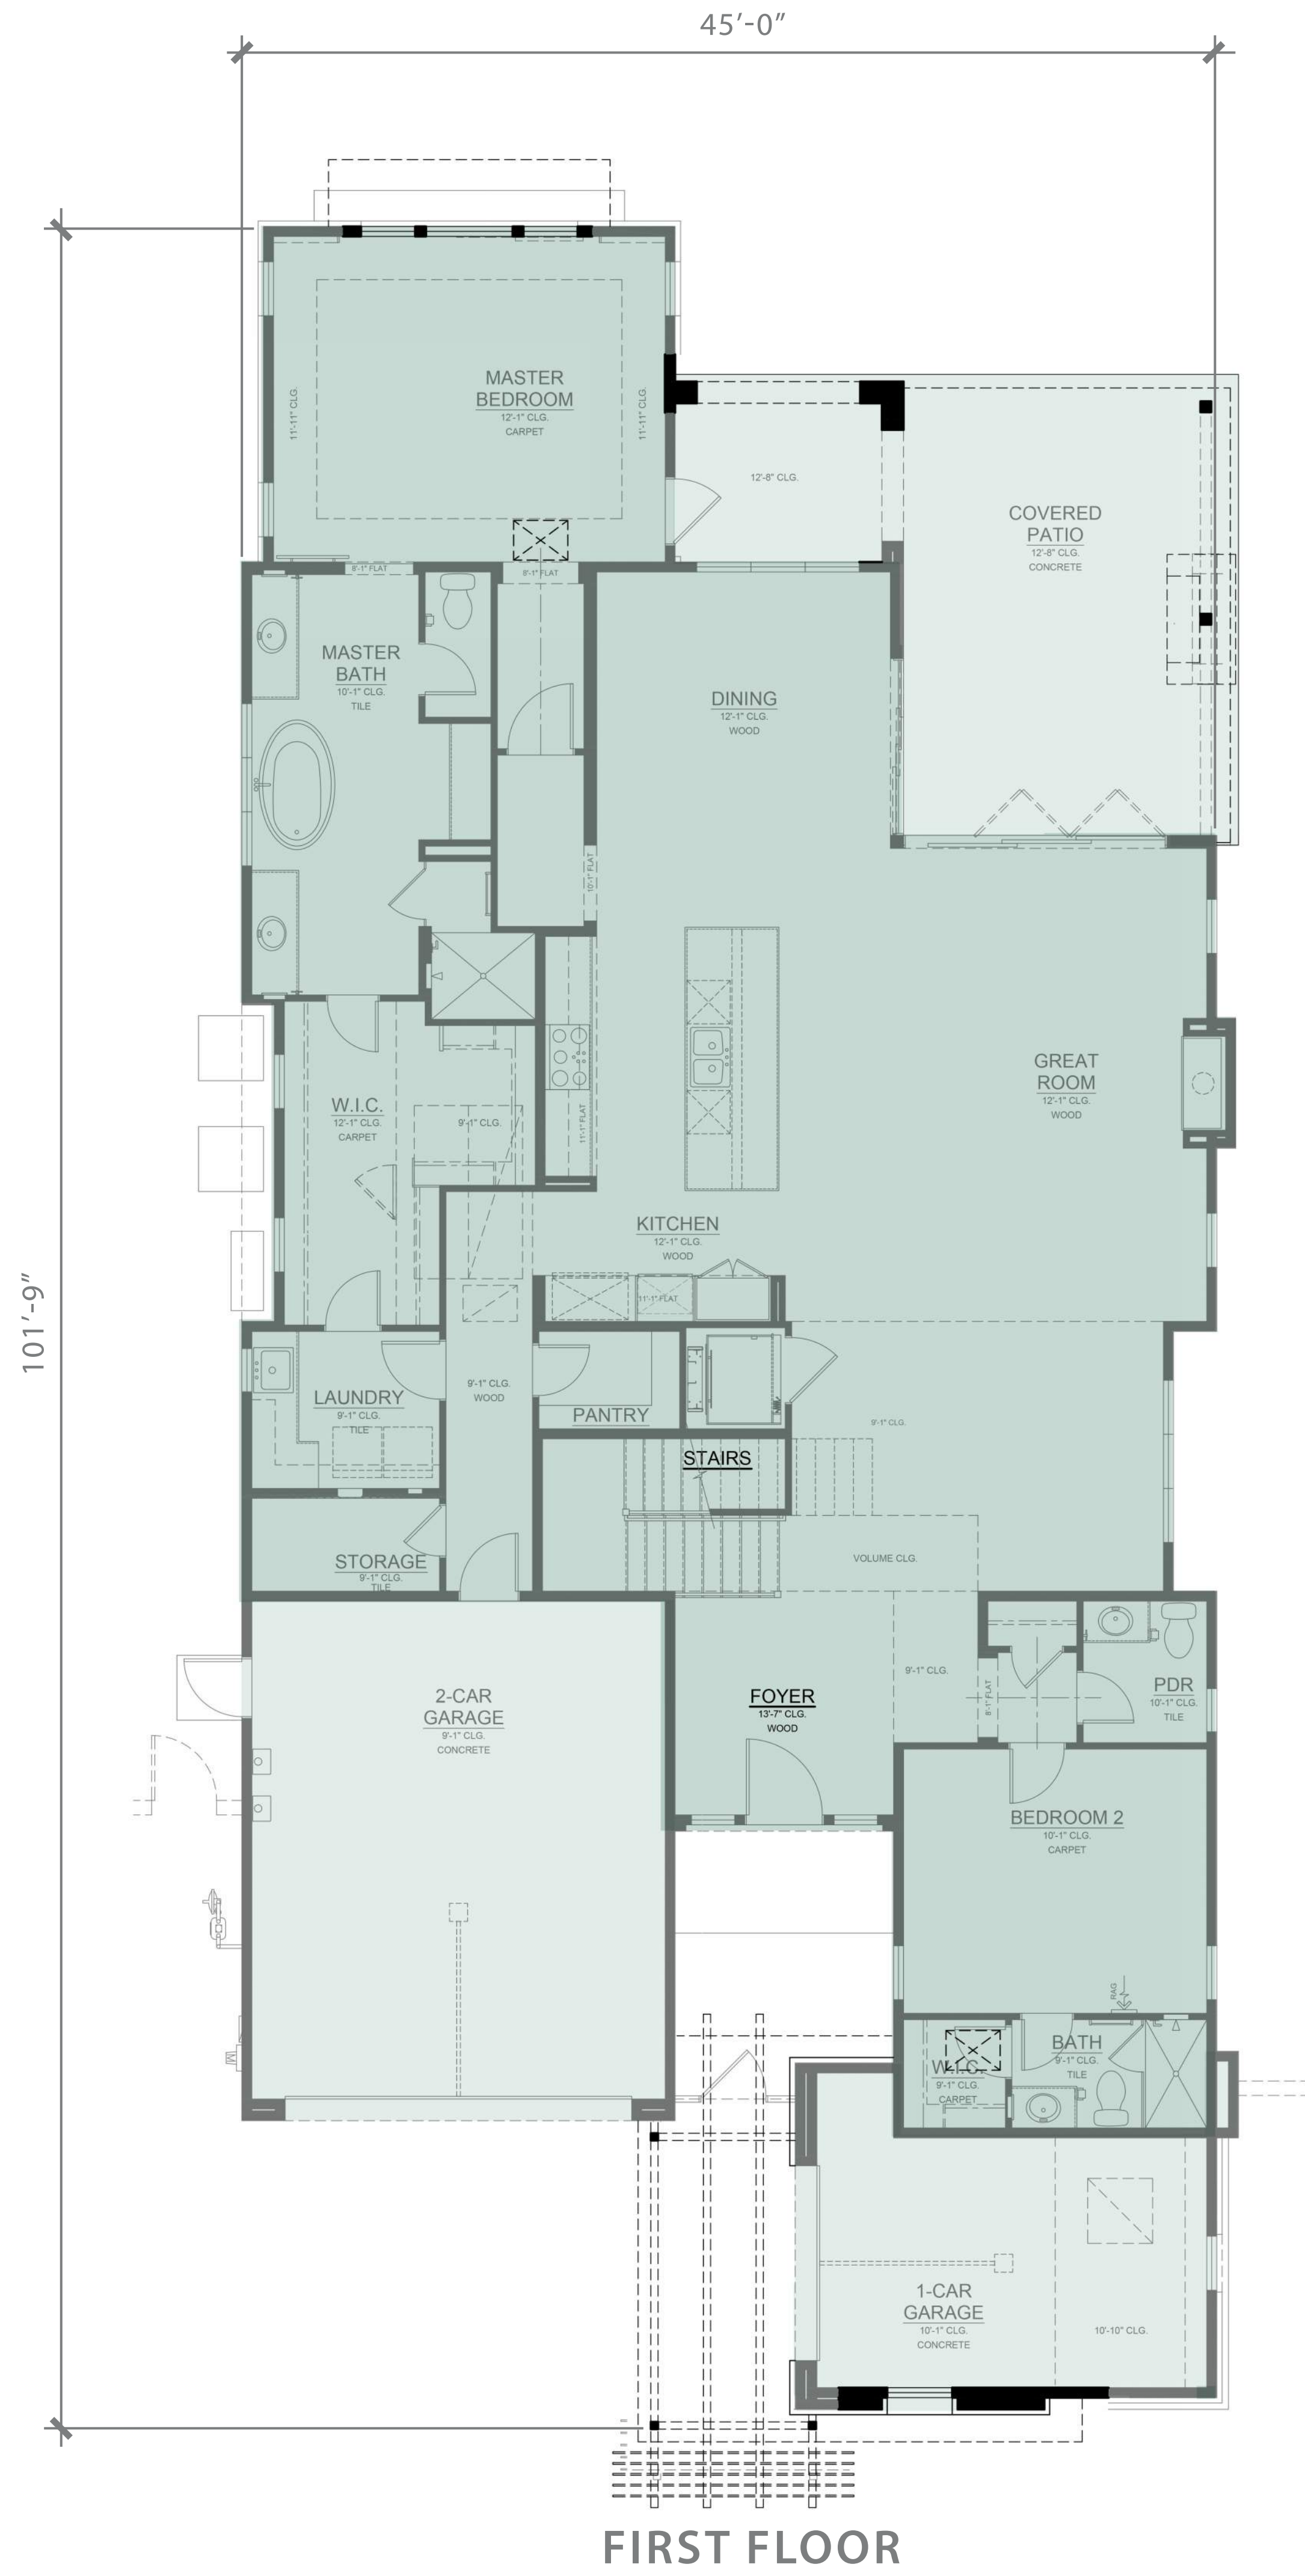 45'-0"
101'-9"
MASTER
BEDROOM
12'-1" CLG.
CARPET
11'-11" CLG.
11'-11" CLG.
12'-8" CLG.
COVERED
PATIO
12'-8" CLG.
CONCRETE
8'-1" FLAT
8'-1" FLAT
MASTER
BATH
10'-1" CLG.
TILE
DINING
12'-1" CLG.
WOOD
10'-1" FLAT
GREAT
ROOM
12'-1" CLG.
WOOD
W.I.C.
12'-1" CLG.
CARPET
9'-1" CLG.
11'-1" FLAT
KITCHEN
12'-1" CLG.
WOOD
11'-1" FLAT
LAUNDRY
9'-1" CLG.
TILE
9'-1" CLG.
WOOD
PANTRY
9'-1" CLG.
STAIRS
VOLUME CLG.
STORAGE
9'-1" CLG.
TILE
2-CAR
GARAGE
9'-1" CLG.
CONCRETE
FOYER
13'-7" CLG.
WOOD
9'-1" CLG.
8'-1" FLAT
PDR
10'-1" CLG.
TILE
BEDROOM 2
10'-1" CLG.
CARPET
RAG
W.I.C.
9'-1" CLG.
CARPET
BATH
9'-1" CLG.
TILE
1-CAR
GARAGE
10'-1" CLG.
CONCRETE
10'-10" CLG.
FIRST FLOOR